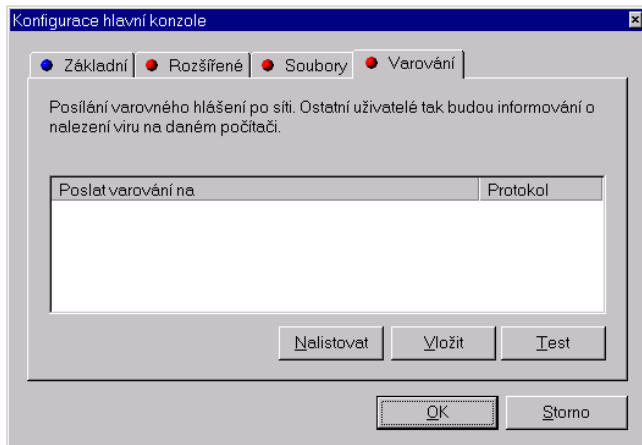 Konfigurace hlavní konzole
Základní Rozšířené Soubory Varování
Posílání varovného hlášení po síti. Ostatní uživatelé tak budou informování o
nalezení viru na daném počítači.
Poslat varování na Protokol
Nalistovat Vložit Test
OK Storno